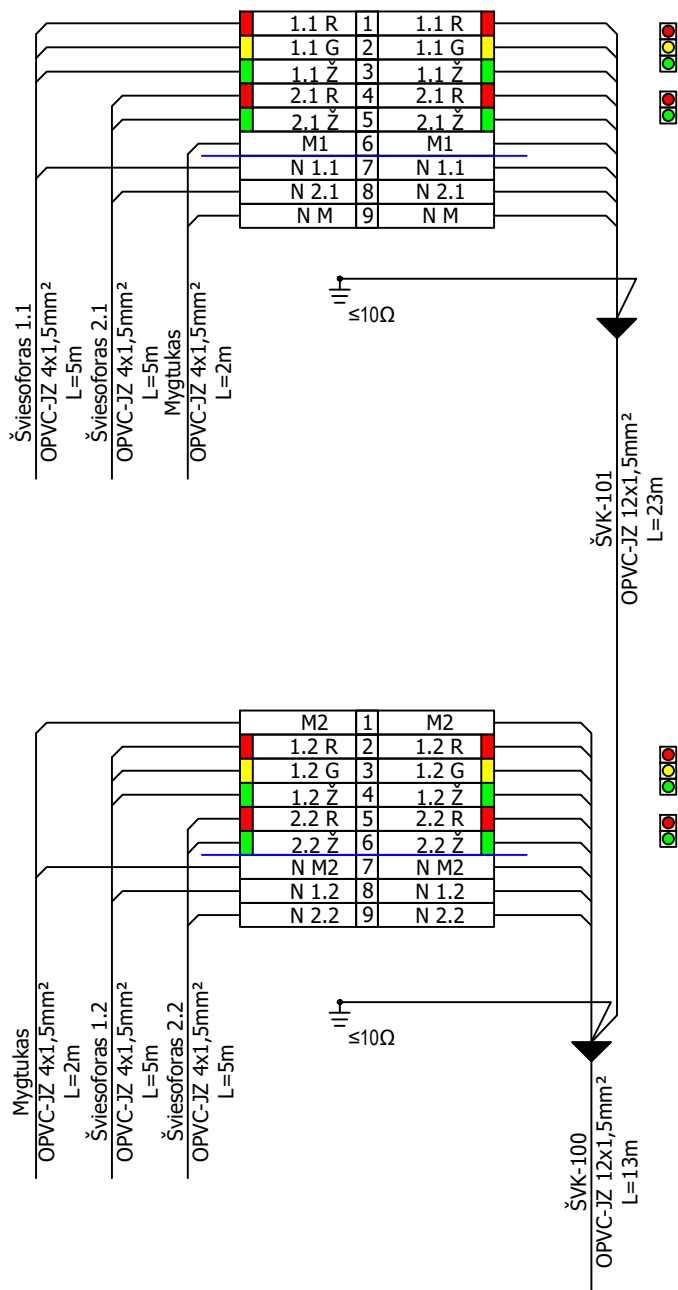 1.1 R 1 1.1 R
1.1 G 2 1.1 G
1.1 Ž 3 1.1 Ž
2.1 R 4 2.1 R
2.1 Ž 5 2.1 Ž
M1 6 M1
N 1.1 7 N 1.1
N 2.1 8 N 2.1
N M 9 N M
≤10Ω
Šviesoforas 1.1
OPVC-JZ 4x1,5mm²
L=5m
Šviesoforas 2.1
OPVC-JZ 4x1,5mm²
L=5m
Mygtukas
OPVC-JZ 4x1,5mm²
L=2m
ŠVK-101
OPVC-JZ 12x1,5mm²
L=23m
M2 1 M2
1.2 R 2 1.2 R
1.2 G 3 1.2 G
1.2 Ž 4 1.2 Ž
2.2 R 5 2.2 R
2.2 Ž 6 2.2 Ž
N M2 7 N M2
N 1.2 8 N 1.2
N 2.2 9 N 2.2
≤10Ω
Mygtukas
OPVC-JZ 4x1,5mm²
L=2m
Šviesoforas 1.2
OPVC-JZ 4x1,5mm²
L=5m
Šviesoforas 2.2
OPVC-JZ 4x1,5mm²
L=5m
ŠVK-100
OPVC-JZ 12x1,5mm²
L=13m